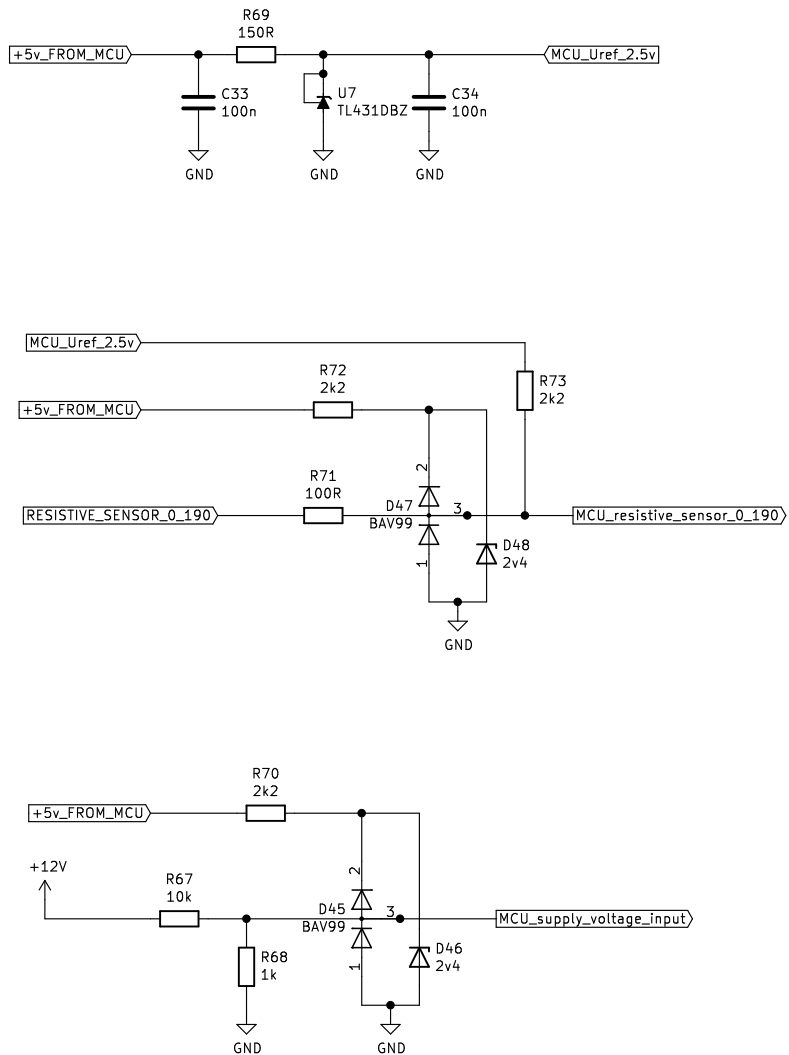 R69
150R
+5v_FROM_MCU
MCU_Uref_2.5v
C33
100n
U7
TL431DBZ
C34
100n
GND
GND
GND
MCU_Uref_2.5v
R72
2k2
R73
2k2
+5v_FROM_MCU
2
R71
100R
D47
BAV99
3
RESISTIVE_SENSOR_0_190
MCU_resistive_sensor_0_190
D48
2v4
1
GND
R70
2k2
+5v_FROM_MCU
+12V
2
R67
10k
D45
BAV99
3
MCU_supply_voltage_input
R68
1k
D46
2v4
1
GND
GND